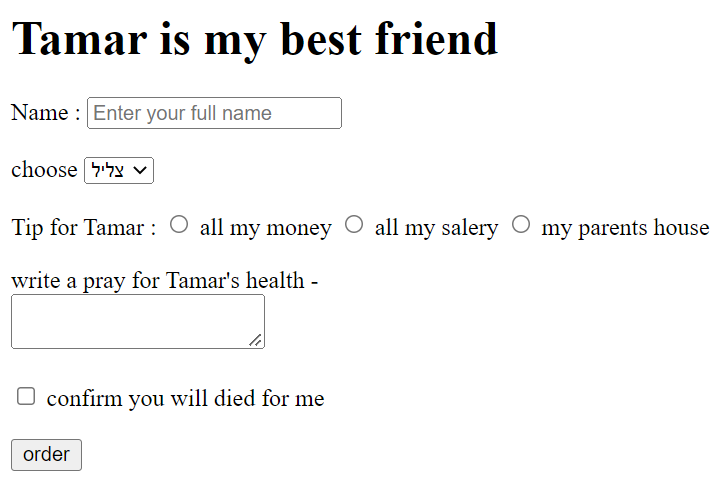 Tamar is my best friend
Name : Enter your full name
choose צליל
Tip for Tamar : all my money all my salery my parents house
write a pray for Tamar's health -
confirm you will died for me
order